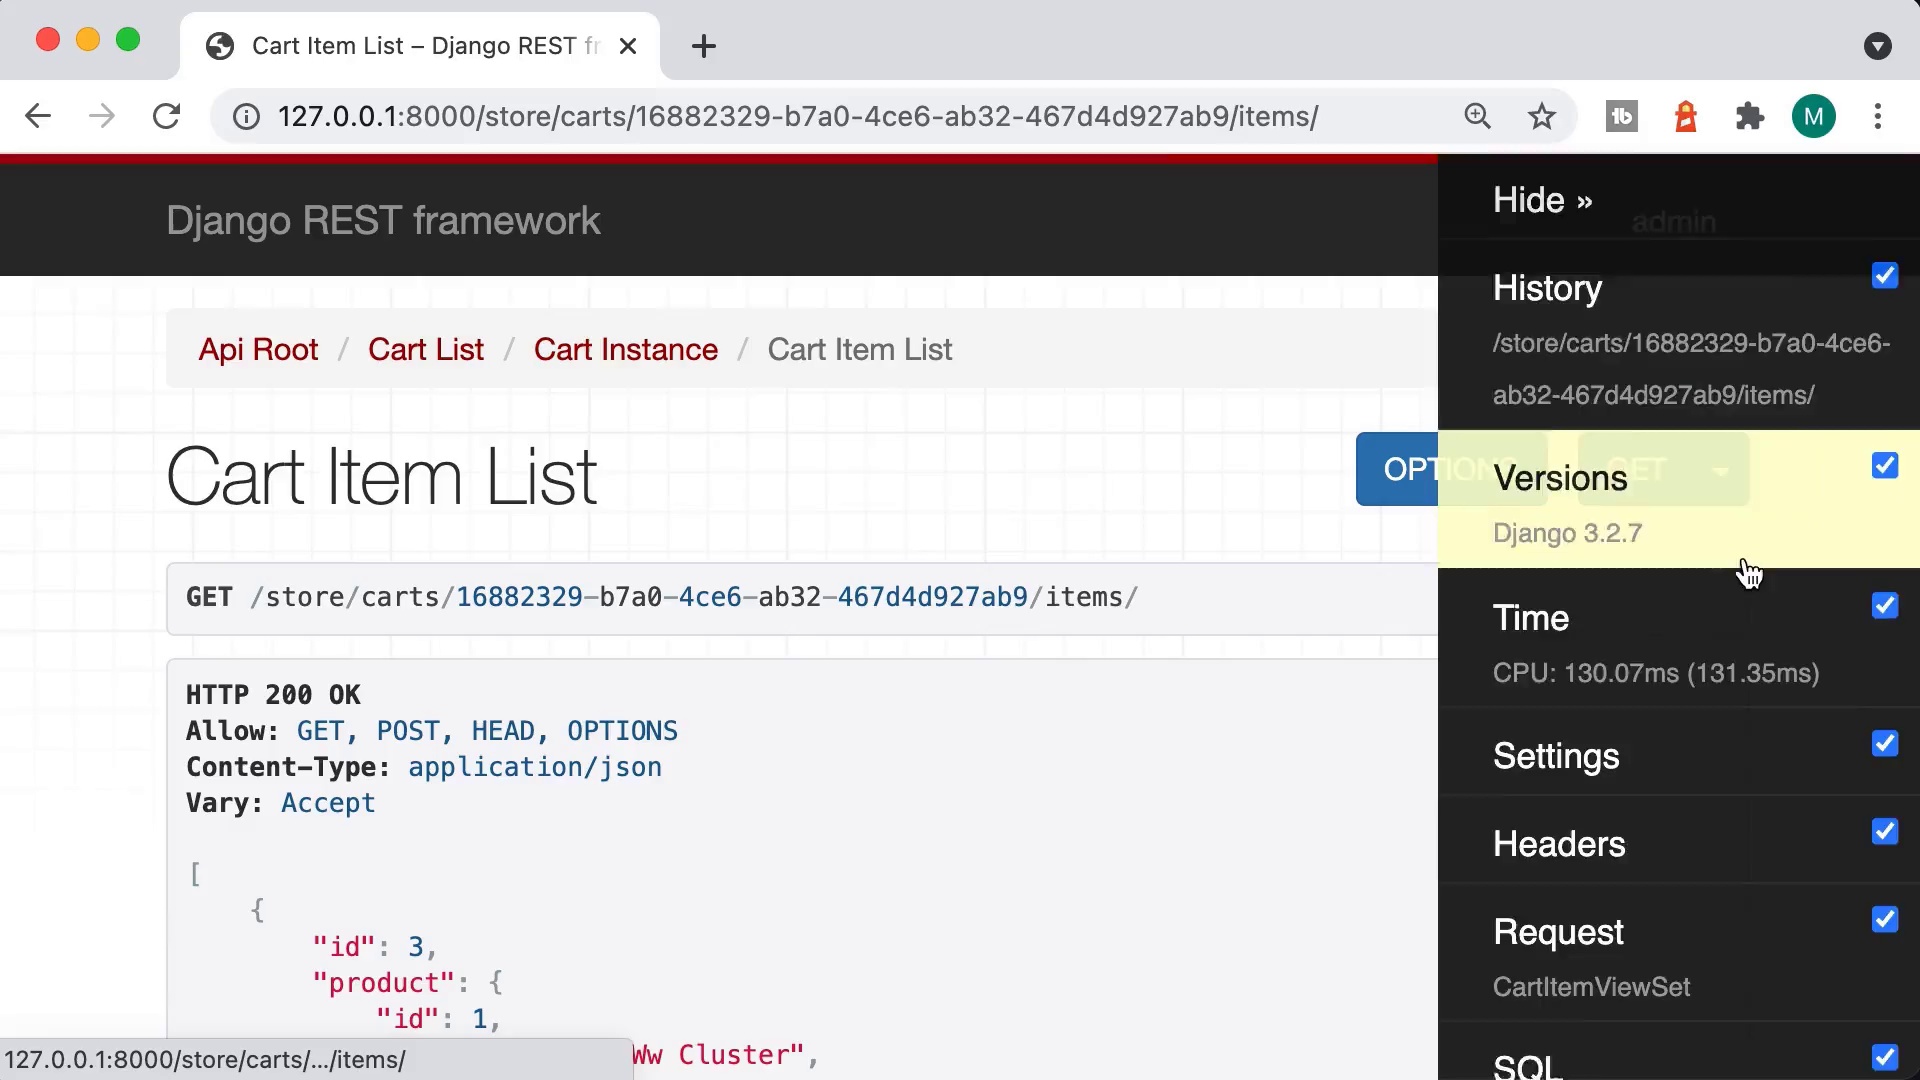 Cart Item List – Django REST fr
127.0.0.1:8000/store/carts/16882329-b7a0-4ce6-ab32-467d4d927ab9/items/
M
Django REST framework
admin
Api Root / Cart List / Cart Instance / Cart Item List
Cart Item List
OPTIONS
GET
GET /store/carts/16882329-b7a0-4ce6-ab32-467d4d927ab9/items/
HTTP 200 OK
Allow: GET, POST, HEAD, OPTIONS
Content-Type: application/json
Vary: Accept
[
{
"id": 3,
"product": {
"id": 1,
Ww Cluster",
127.0.0.1:8000/store/carts/.../items/
Hide »
History
/store/carts/16882329-b7a0-4ce6-
ab32-467d4d927ab9/items/
Versions
Django 3.2.7
Time
CPU: 130.07ms (131.35ms)
Settings
Headers
Request
CartItemViewSet
SQL